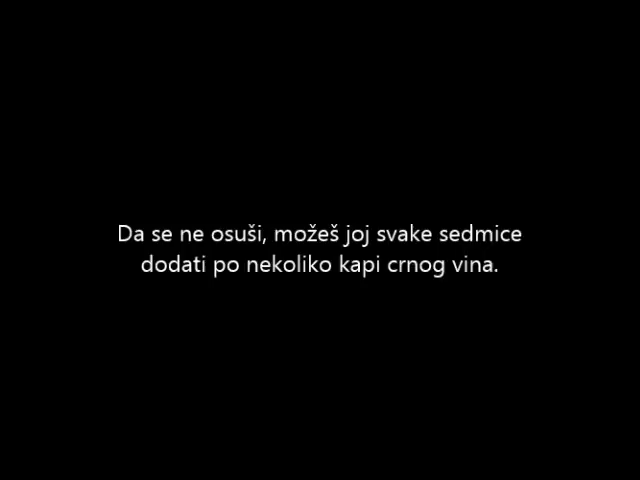 Da se ne osuši, možeš joj svake sedmice
dodati po nekoliko kapi crnog vina.